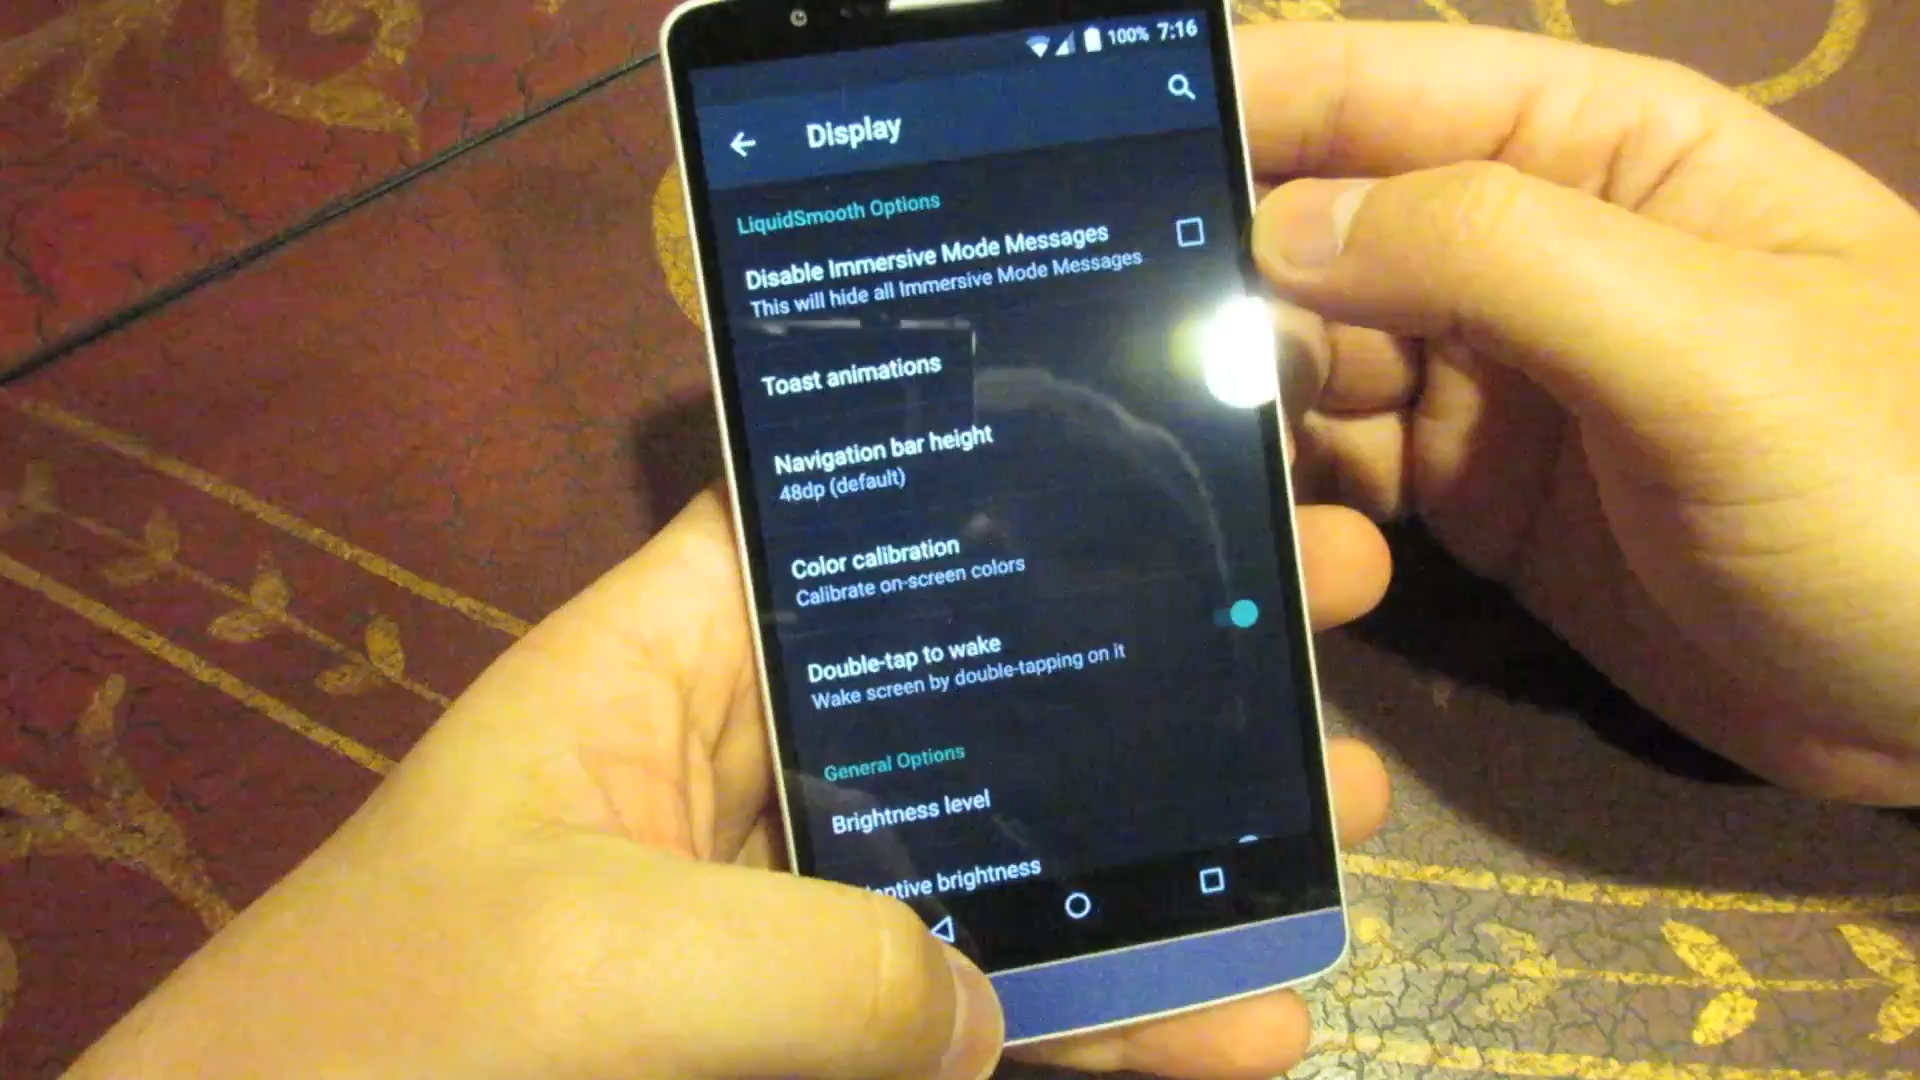 100% 7:16
Display
LiquidSmooth Options
Disable Immersive Mode Messages
This will hide all Immersive Mode Messages
Toast animations
Navigation bar height
48dp (default)
Color calibration
Calibrate on-screen colors
Double-tap to wake
Wake screen by double-tapping on it
General Options
Brightness level
ptive brightness